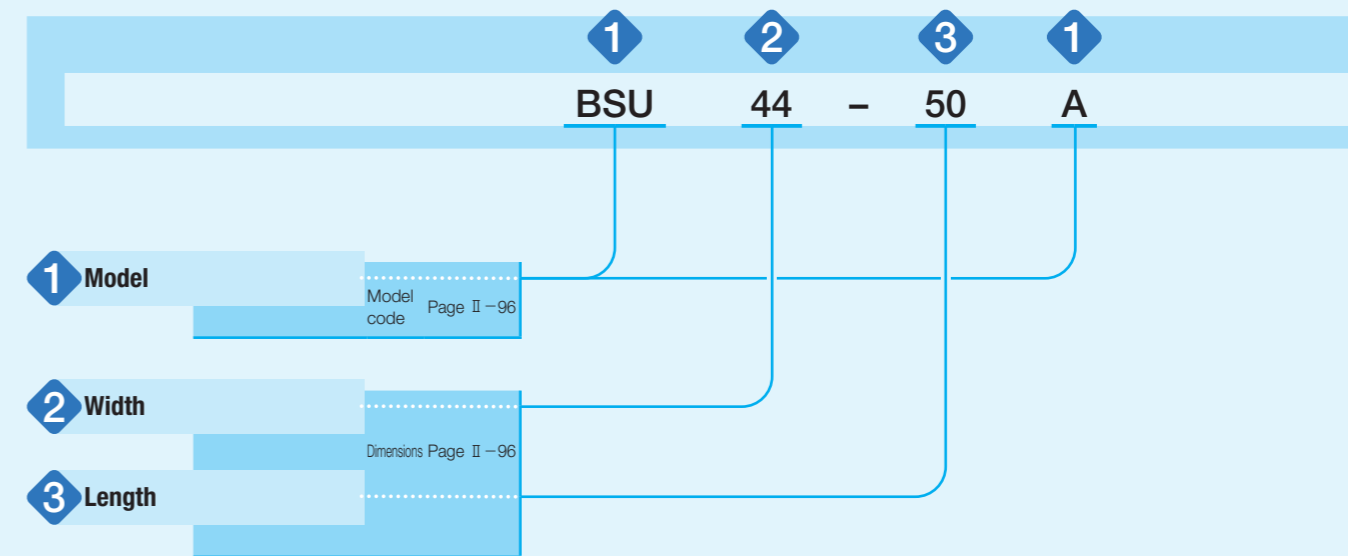 1 2 3 1
BSU 44 – 50 A
1 Model
Model code Page Ⅱ－96
2 Width
Dimensions Page Ⅱ－96
3 Length